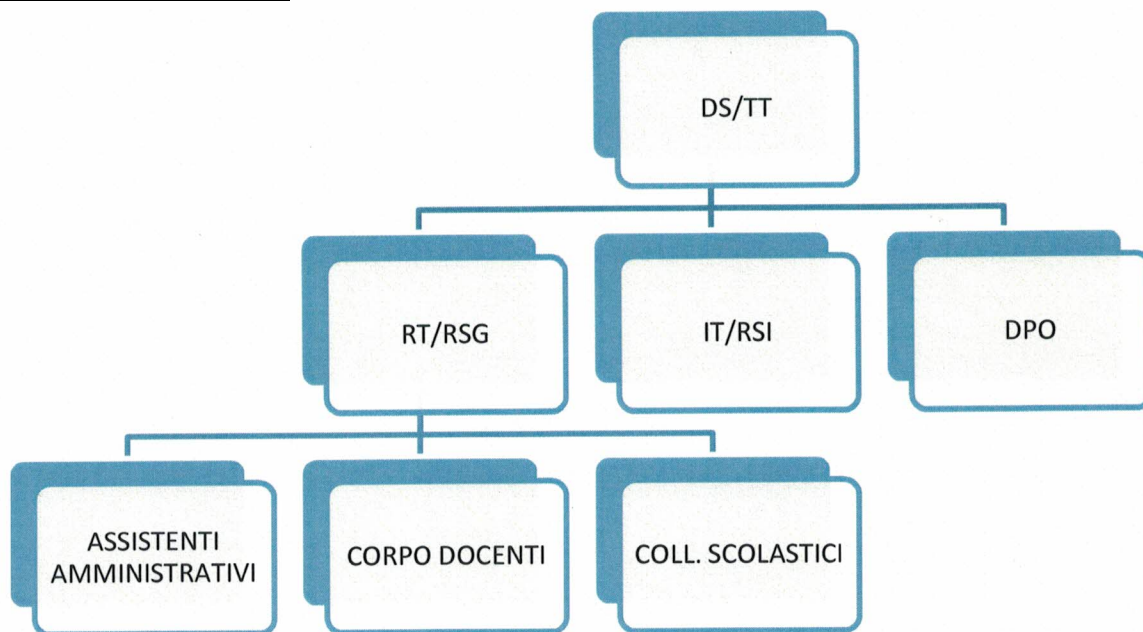 DS/TT
RT/RSG
IT/RSI
DPO
ASSISTENTI
AMMINISTRATIVI
CORPO DOCENTI
COLL. SCOLASTICI